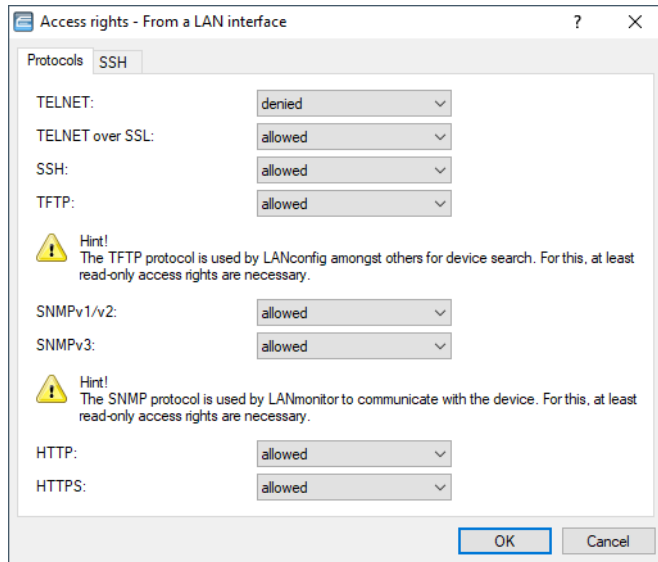 Access rights - From a LAN interface
Protocols SSH
TELNET: denied
TELNET over SSL: allowed
SSH: allowed
TFTP: allowed
Hint!
The TFTP protocol is used by LANconfig amongst others for device search. For this, at least
read-only access rights are necessary.
SNMPv1/v2: allowed
SNMPv3: allowed
Hint!
The SNMP protocol is used by LANmonitor to communicate with the device. For this, at least
read-only access rights are necessary.
HTTP: allowed
HTTPS: allowed
OK Cancel